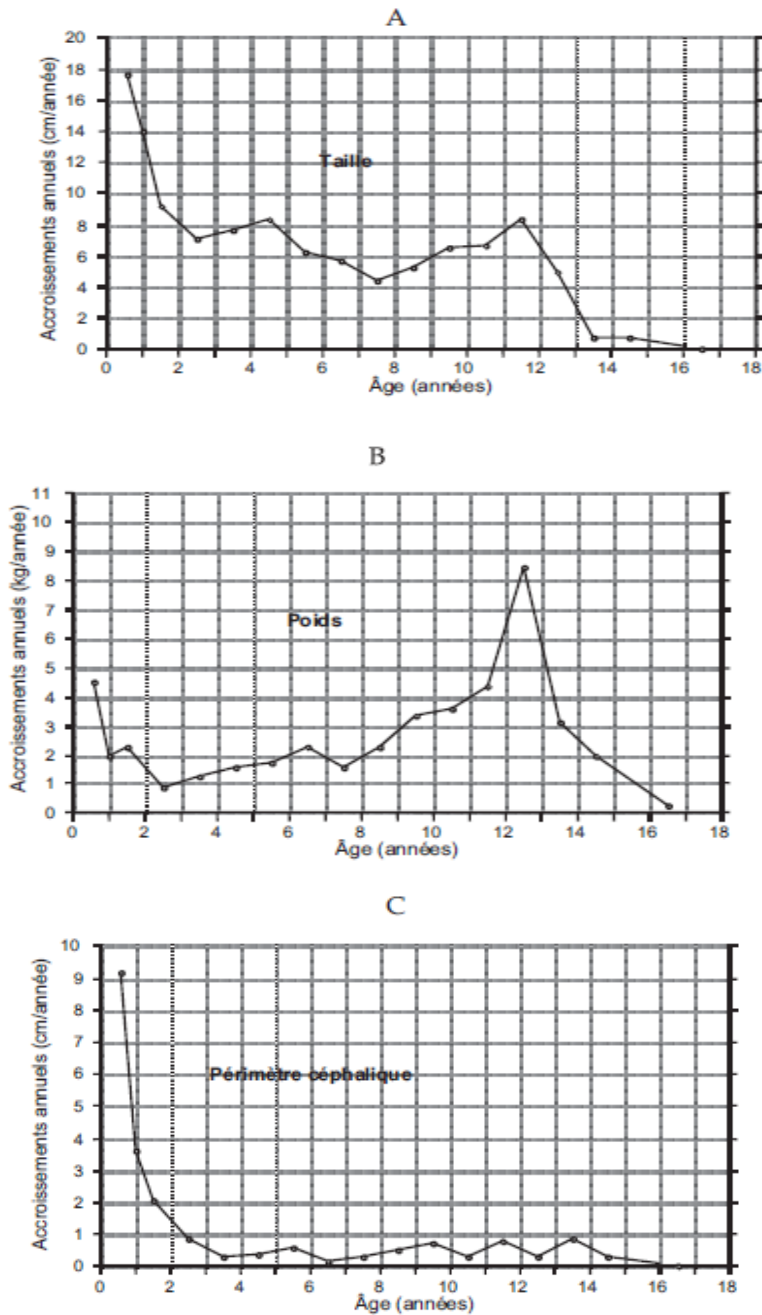 A
Accroissements annuels (cm/année)
20
18
16
14
12
10
8
6
4
2
0
Taille
0 2 4 6 8 10 12 14 16 18
Âge (années)
B
Accroissements annuels (kg/année)
11
10
9
8
7
6
5
4
3
2
1
0
Poids
0 2 4 6 8 10 12 14 16 18
Âge (années)
C
Accroissements annuels (cm/année)
10
9
8
7
6
5
4
3
2
1
0
Périmètre céphalique
0 2 4 6 8 10 12 14 16 18
Âge (années)